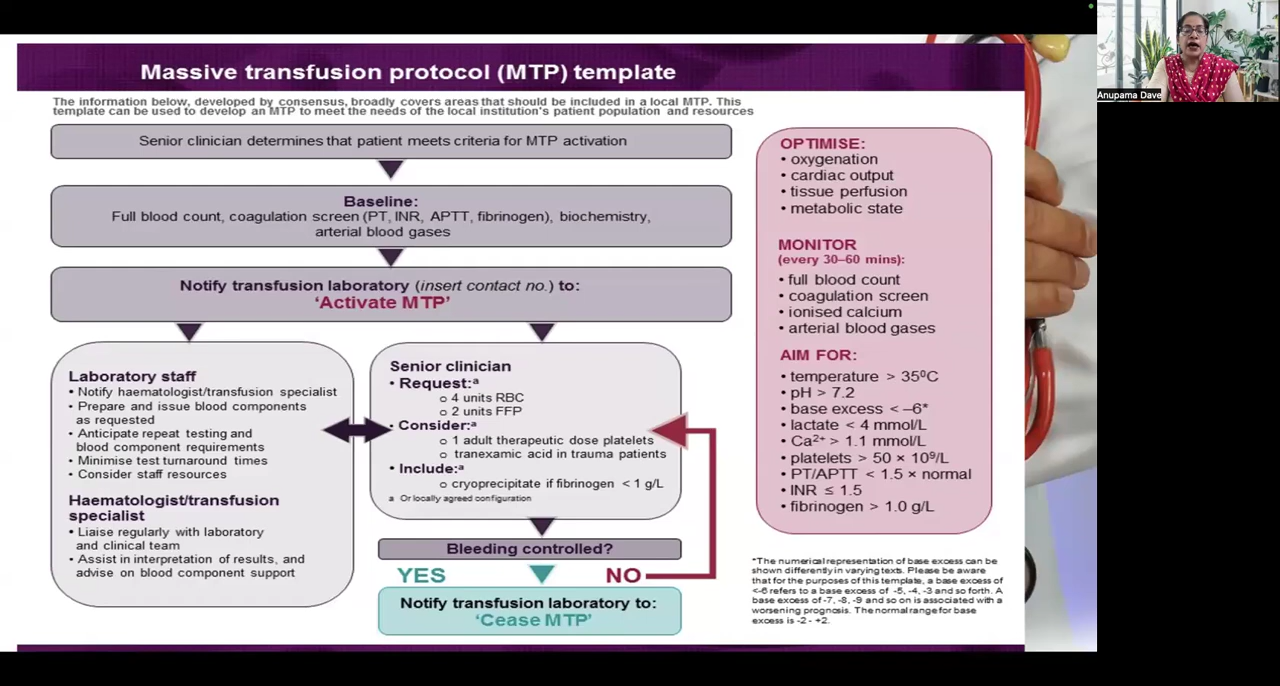 Massive transfusion protocol (MTP) template
The information below, developed by consensus, broadly covers areas that should be included in a local MTP. This
template can be used to develop an MTP to meet the needs of the local institution's patient population and resources
Senior clinician determines that patient meets criteria for MTP activation
Baseline:
Full blood count, coagulation screen (PT, INR, APTT, fibrinogen), biochemistry,
arterial blood gases
Notify transfusion laboratory (insert contact no.) to:
‘Activate MTP’
Laboratory staff
• Notify haematologist/transfusion specialist
• Prepare and issue blood components
as requested
• Anticipate repeat testing and
blood component requirements
• Minimise test turnaround times
• Consider staff resources
Haematologist/transfusion
specialist
• Liaise regularly with laboratory
and clinical team
• Assist in interpretation of results, and
advise on blood component support
Senior clinician
• Request:ᵃ
o 4 units RBC
o 2 units FFP
• Consider:ᵃ
o 1 adult therapeutic dose platelets
o tranexamic acid in trauma patients
• Include:ᵃ
o cryoprecipitate if fibrinogen < 1 g/L
a Or locally agreed configuration
Bleeding controlled?
YES NO
Notify transfusion laboratory to:
‘Cease MTP’
OPTIMISE:
• oxygenation
• cardiac output
• tissue perfusion
• metabolic state
MONITOR
(every 30–60 mins):
• full blood count
• coagulation screen
• ionised calcium
• arterial blood gases
AIM FOR:
• temperature > 35⁰C
• pH > 7.2
• base excess < –6*
• lactate < 4 mmol/L
• Ca²⁺ > 1.1 mmol/L
• platelets > 50 × 10⁹/L
• PT/APTT < 1.5 × normal
• INR ≤ 1.5
• fibrinogen > 1.0 g/L
*The numerical representation of base excess can be
shown differently in varying texts. Please be aware
that for the purposes of this template, a base excess of
<-6 refers to a base excess of -5, -4, -3 and so forth. A
base excess of -7, -8, -9 and so on is associated with a
worsening prognosis. The normal range for base
excess is -2 - +2.
Anupama Dave